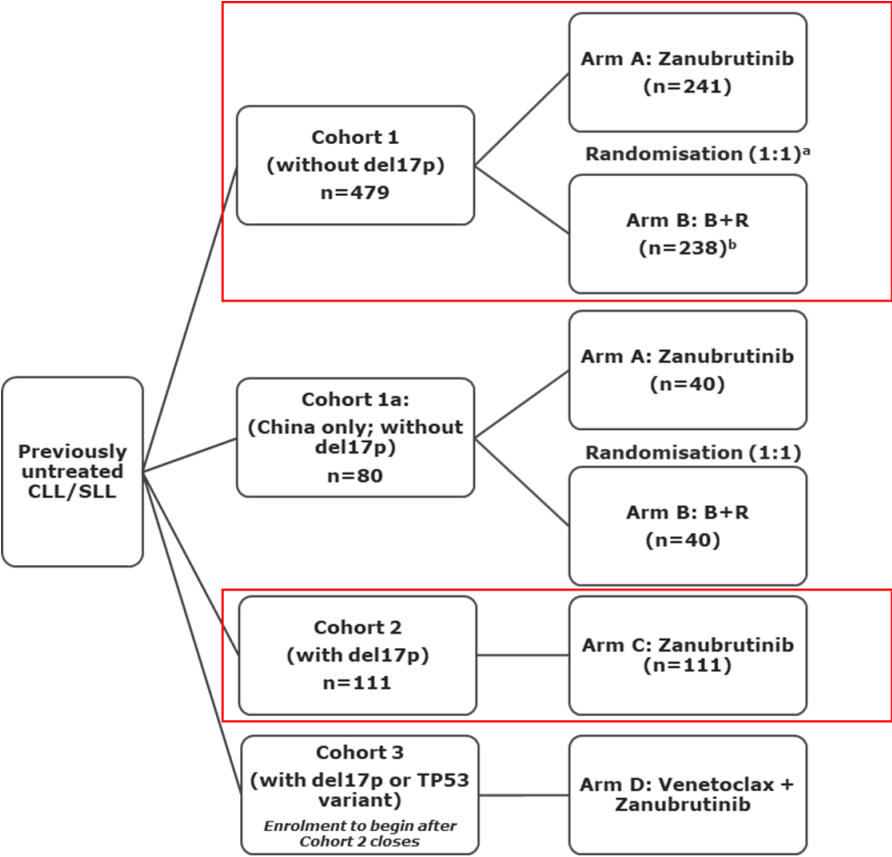 Previously
untreated
CLL/SLL
Cohort 1
(without del17p)
n=479
Arm A: Zanubrutinib
(n=241)
Randomisation (1:1)ᵃ
Arm B: B+R
(n=238)ᵇ
Cohort 1a:
(China only; without
del17p)
n=80
Arm A: Zanubrutinib
(n=40)
Randomisation (1:1)
Arm B: B+R
(n=40)
Cohort 2
(with del17p)
n=111
Arm C: Zanubrutinib
(n=111)
Cohort 3
(with del17p or TP53
variant)
Enrolment to begin after
Cohort 2 closes
Arm D: Venetoclax +
Zanubrutinib